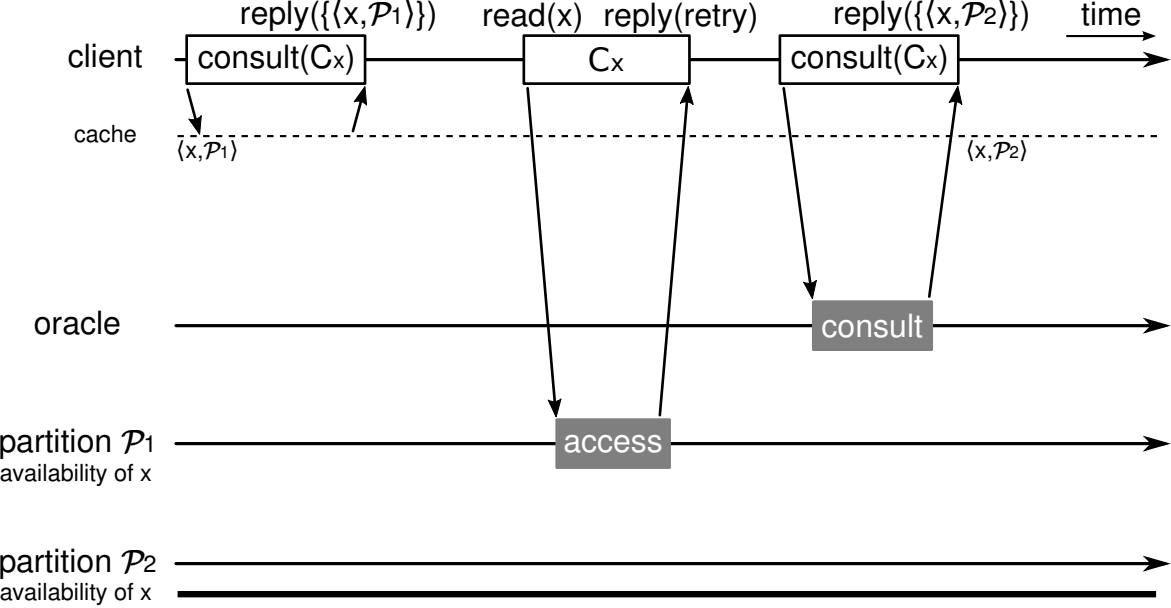 reply({⟨x,𝒫1⟩}) read(x) reply(retry) reply({⟨x,𝒫2⟩}) time
client consult(Cx) Cx consult(Cx)
cache
⟨x,𝒫1⟩ ⟨x,𝒫2⟩
oracle consult
partition 𝒫1 access
availability of x
partition 𝒫2
availability of x